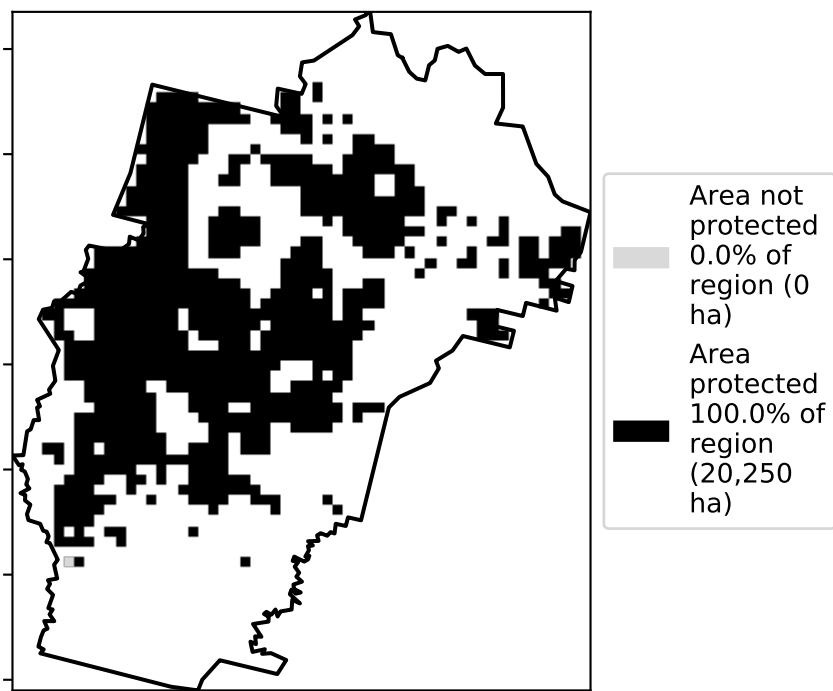 Area not
protected
0.0% of
region (0
ha)
Area
protected
100.0% of
region
(20,250
ha)